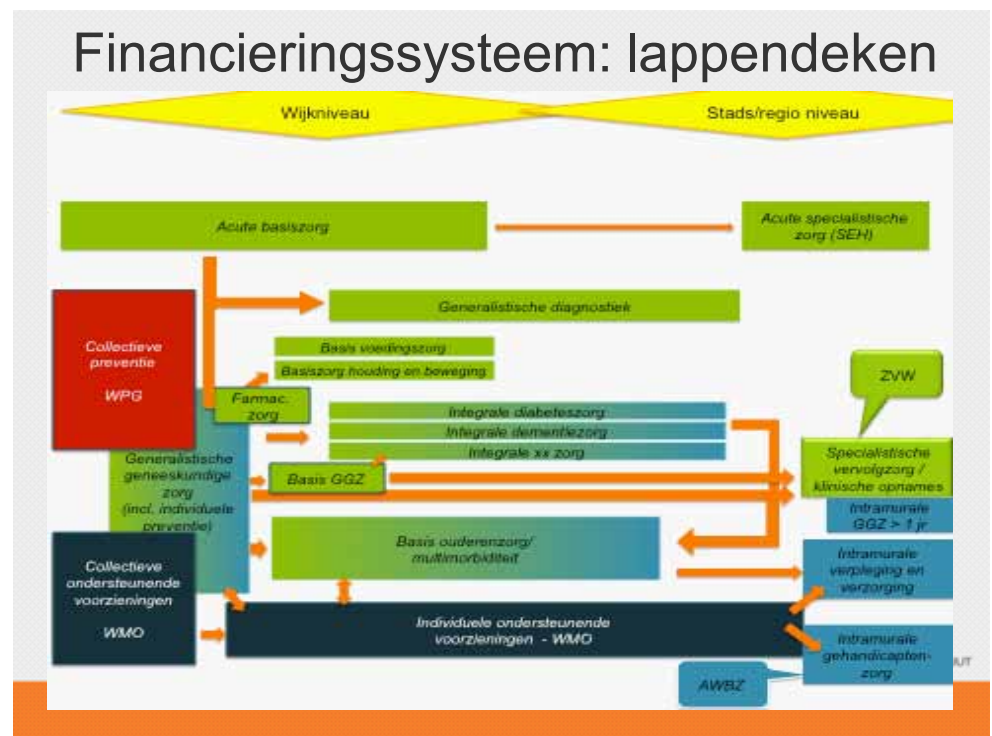 Financieringssysteem: lappendeken
Wijkniveau
Stads/regio niveau
Acute basiszorg
Acute specialistische
zorg (SEH)
Generalistische diagnostiek
Collectieve
preventie
WPG
Basis voedingszorg
Basiszorg houding en beweging
ZVW
Farmac.
zorg
Integrale diabeteszorg
Integrale dementiezorg
Integrale xx zorg
Generalistische
geneeskundige
zorg
(incl. individuele
preventie)
Basis GGZ
Specialistische
vervolgzorg /
klinische opnames
Intramurale
GGZ > 1 jr
Basis ouderenzorg/
multimorbiditeit
Intramurale
verpleging en
verzorging
Collectieve
ondersteunende
voorzieningen
WMO
Individuele ondersteunende
voorzieningen - WMO
Intramurale
gehandicapten-
zorg
AWBZ